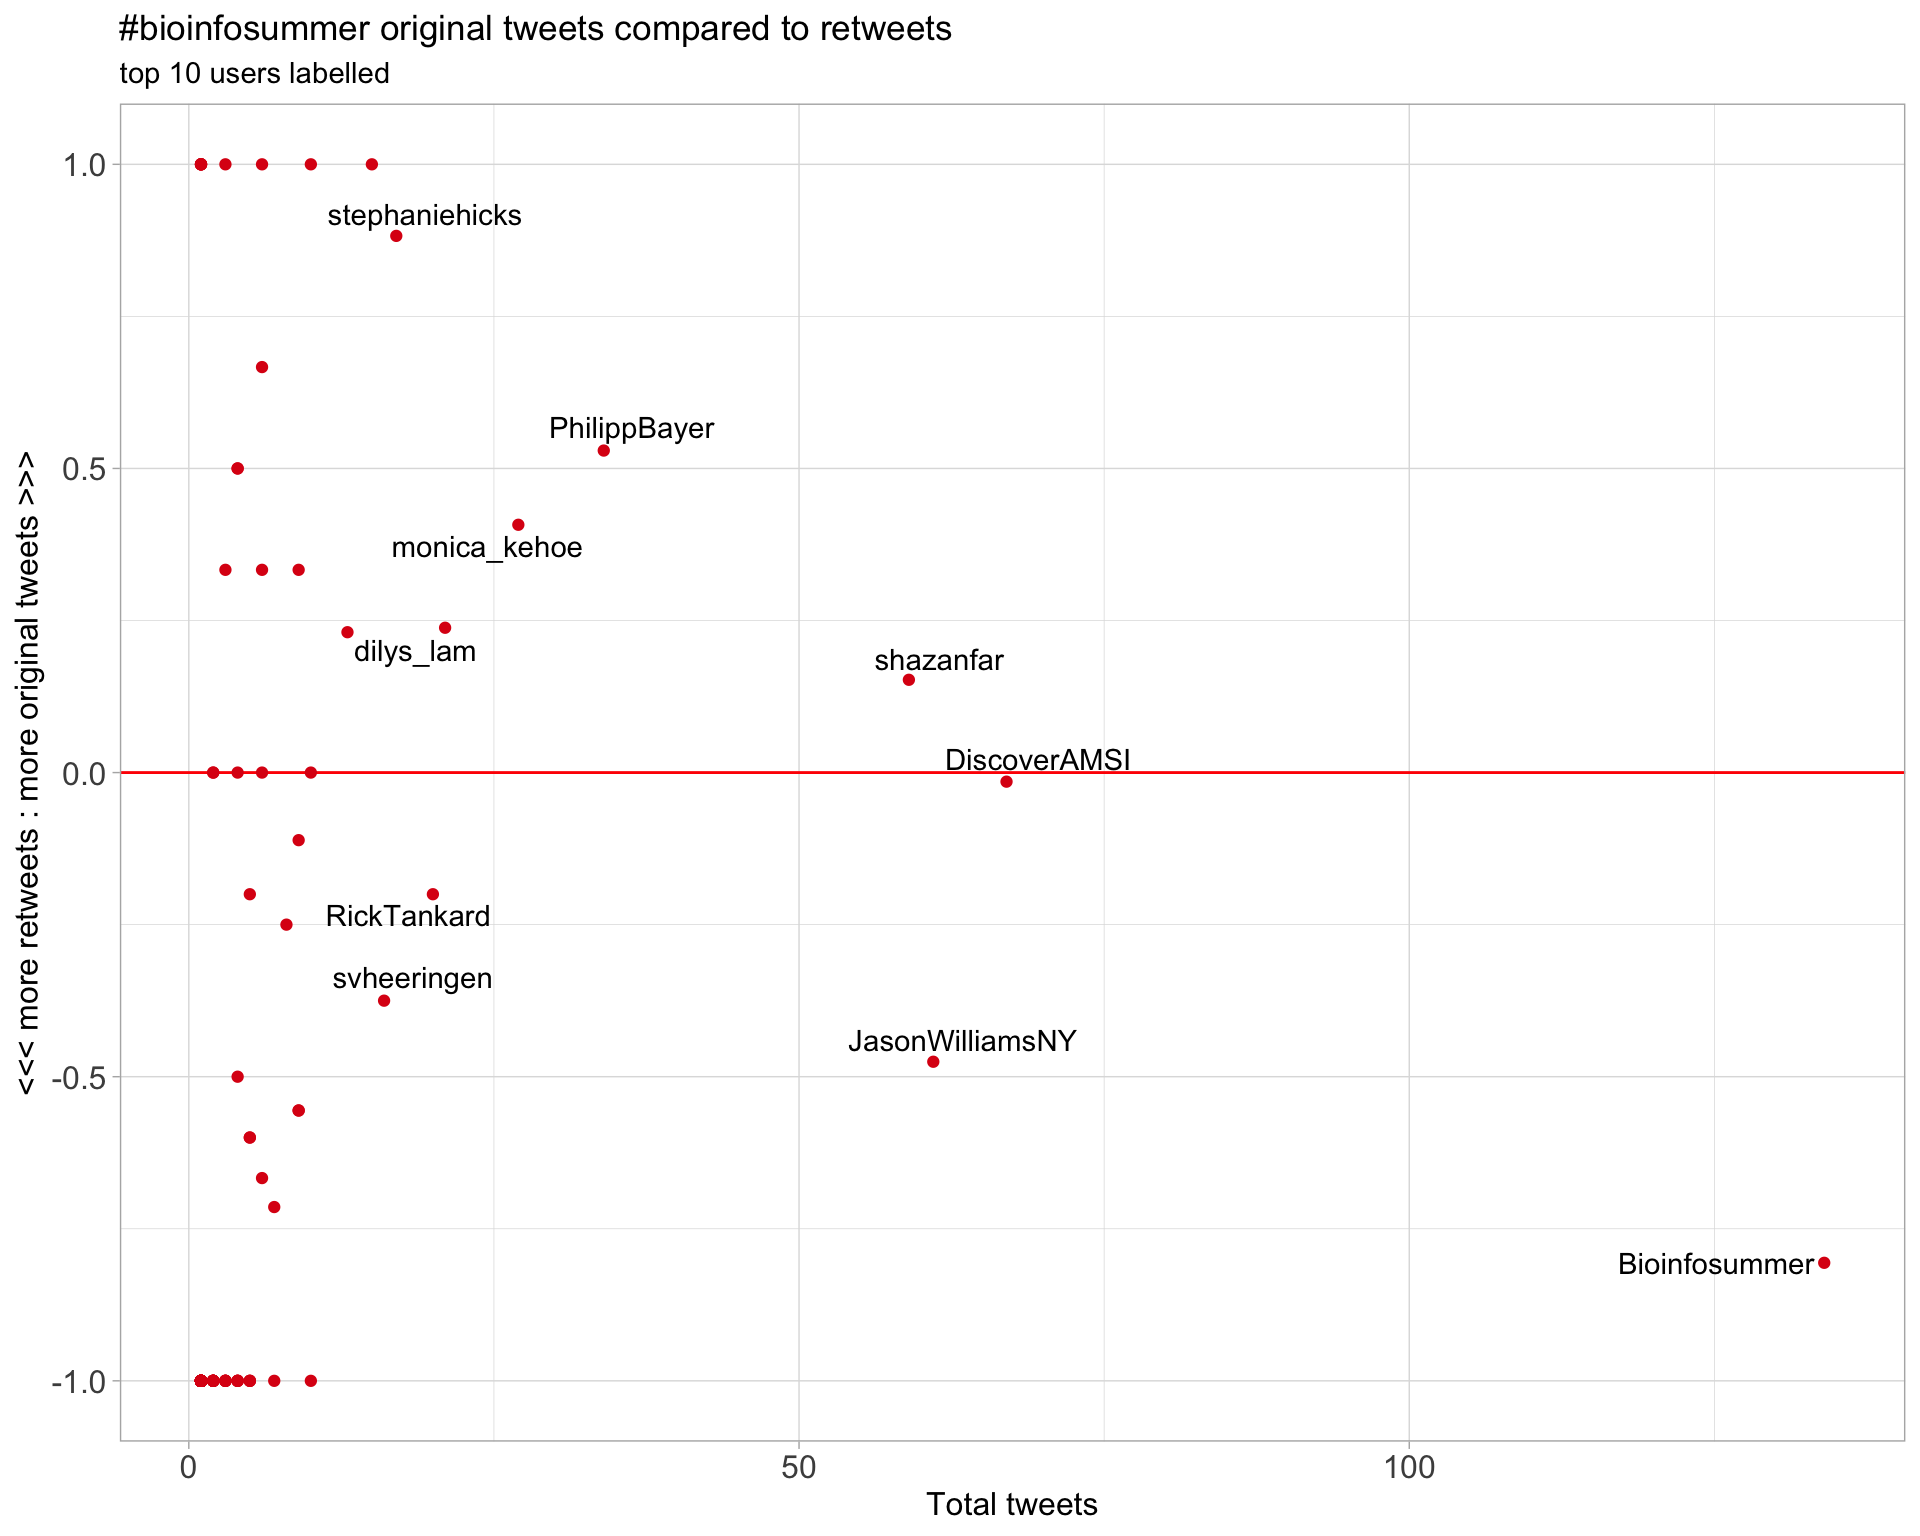 #bioinfosummer original tweets compared to retweets
top 10 users labelled
<<< more retweets : more original tweets >>>
1.0
0.5
0.0
-0.5
-1.0
stephaniehicks
PhilippBayer
monica_kehoe
dilys_lam
shazanfar
DiscoverAMSI
RickTankard
svheeringen
JasonWilliamsNY
Bioinfosummer
0
50
100
Total tweets